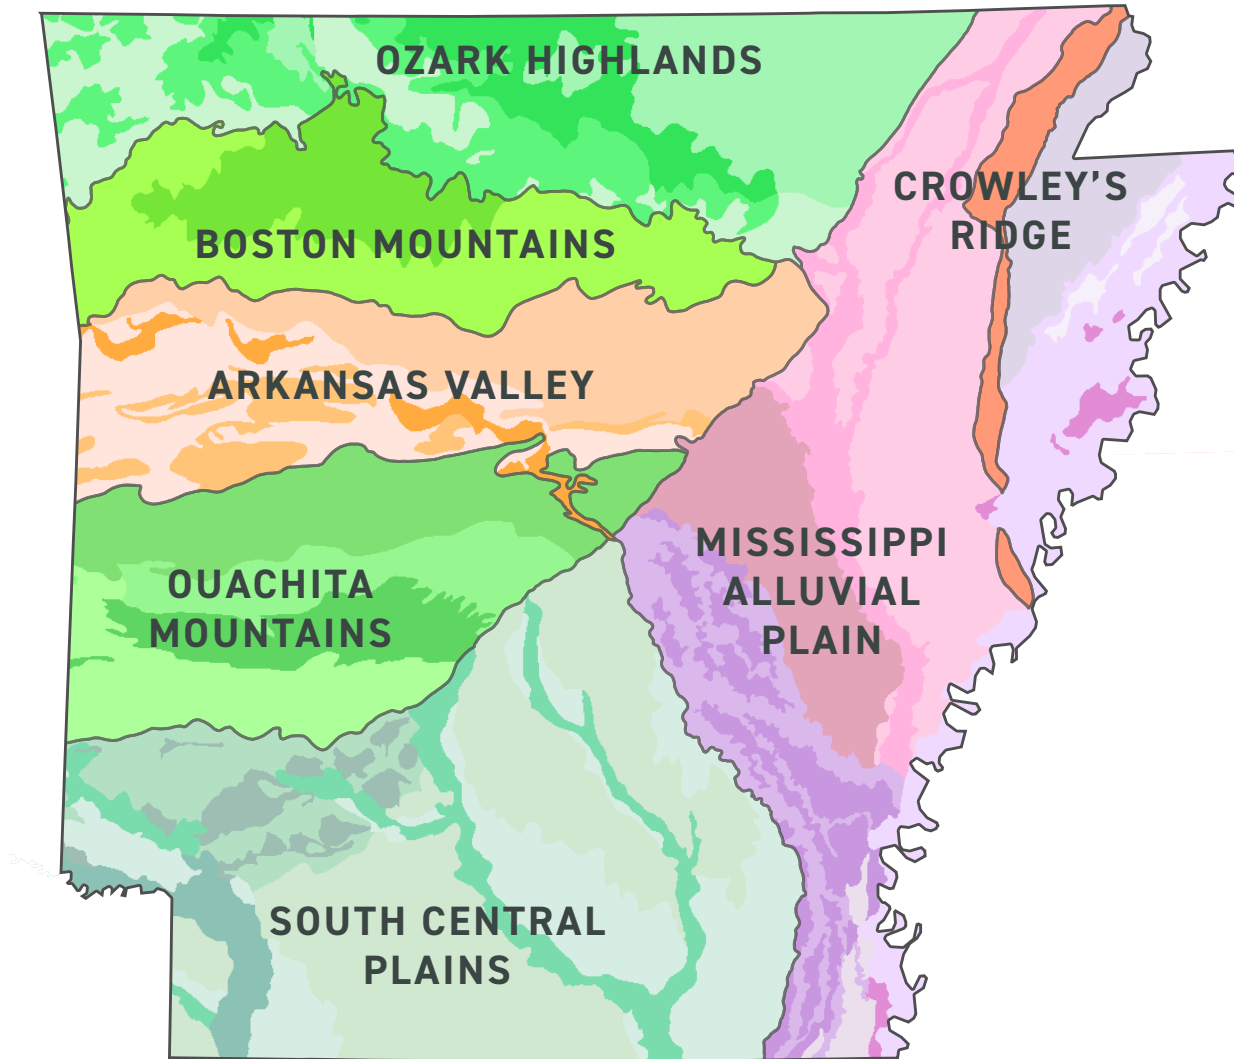 OZARK HIGHLANDS
CROWLEY’S
RIDGE
BOSTON MOUNTAINS
ARKANSAS VALLEY
MISSISSIPPI
ALLUVIAL
PLAIN
OUACHITA
MOUNTAINS
SOUTH CENTRAL
PLAINS